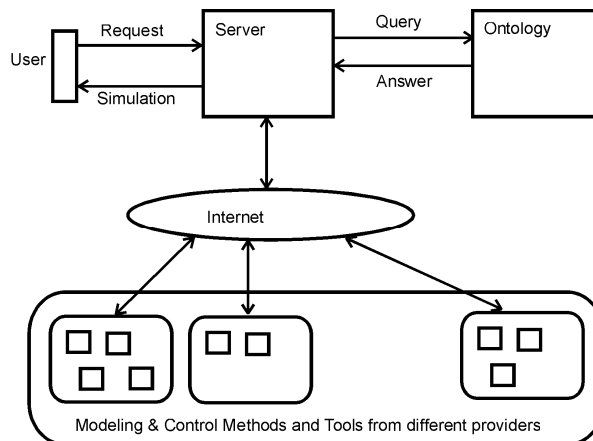 Request
Server
Query
Ontology
User
Simulation
Answer
Internet
Modeling & Control Methods and Tools from different providers